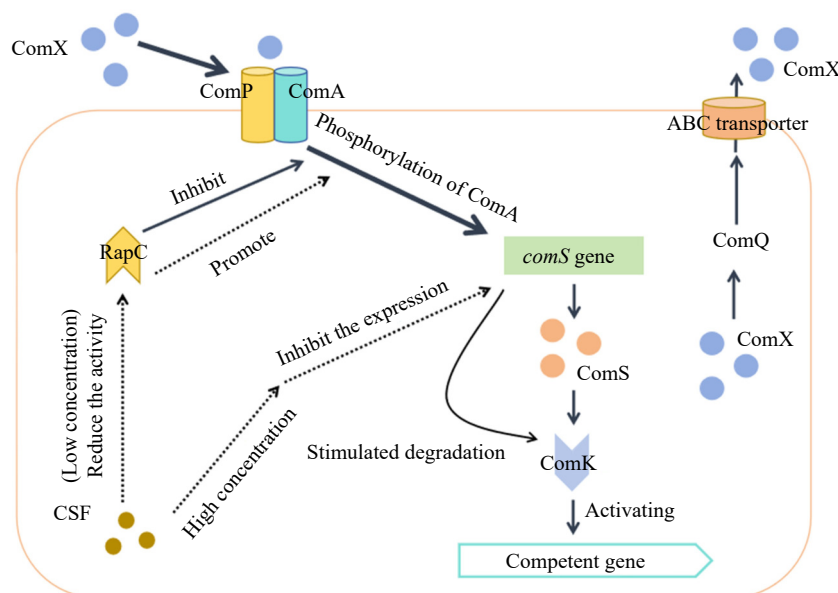 ComX
ComP
ComA
ComX
ABC transporter
Phosphorylation of ComA
Inhibit
Promote
RapC
comS gene
ComQ
(Low concentration)
Reduce the activity
Inhibit the expression
ComX
ComS
High concentration
Stimulated degradation
ComK
CSF
Activating
Competent gene